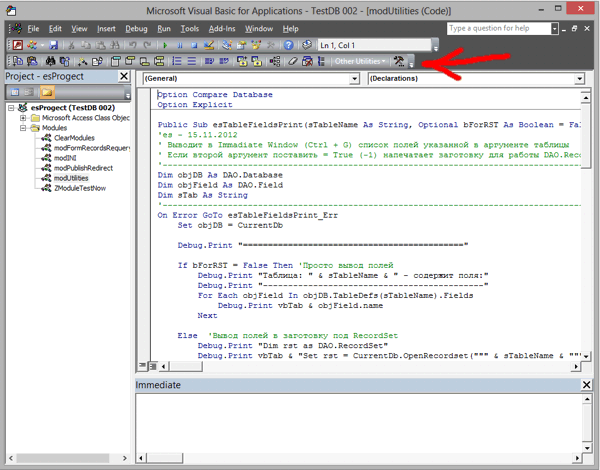 Microsoft Visual Basic for Applications - TestDB 002 - [modUtilities (Code)]
File Edit View Insert Debug Run Tools Add-Ins Window Help
Type a question for help
Ln 1, Col 1
Other Utilities
Project - esProject
esProject (TestDB 002)
Microsoft Access Class Objec
Modules
ClearModules
modFormRecordsRequery
modINI
modPublishRedirect
modUtilities
ZModuleTestNow
(General)
(Declarations)
Option Compare Database
Option Explicit
Public Sub esTableFieldsPrint(sTableName As String, Optional bForRST As Boolean = Fal
'es - 15.11.2012
' Выводит в Immadiate Window (Ctrl + G) список полей указанной в аргументе таблицы
' Если второй аргумент поставить = True (-1) напечатает заготовку для работы DAO.Reco
Dim objDB As DAO.Database
Dim objField As DAO.Field
Dim sTab As String
On Error GoTo esTableFieldsPrint_Err
Set objDB = CurrentDb
Debug.Print "==========================================="
If bForRST = False Then 'Просто вывод полей
Debug.Print "Таблица: " & sTableName & " - содержит поля:"
Debug.Print "-------------------------------------------"
For Each objField In objDB.TableDefs(sTableName).Fields
Debug.Print vbTab & objField.name
Next
Else 'Вывод полей в заготовку под RecordSet
Debug.Print "Dim rst as DAO.RecordSet"
Debug.Print vbTab & "Set rst = CurrentDb.OpenRecordset(""" & sTableName & """
Immediate